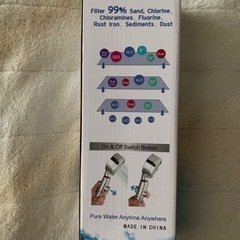 Filter 99% Sand, Chlorine,
Chloramines, Fluorine,
Rust Iron, Sediments, Dust
On & Off Switch Botton
Pure Water Anytime Anywhere
MADE IN CHINA